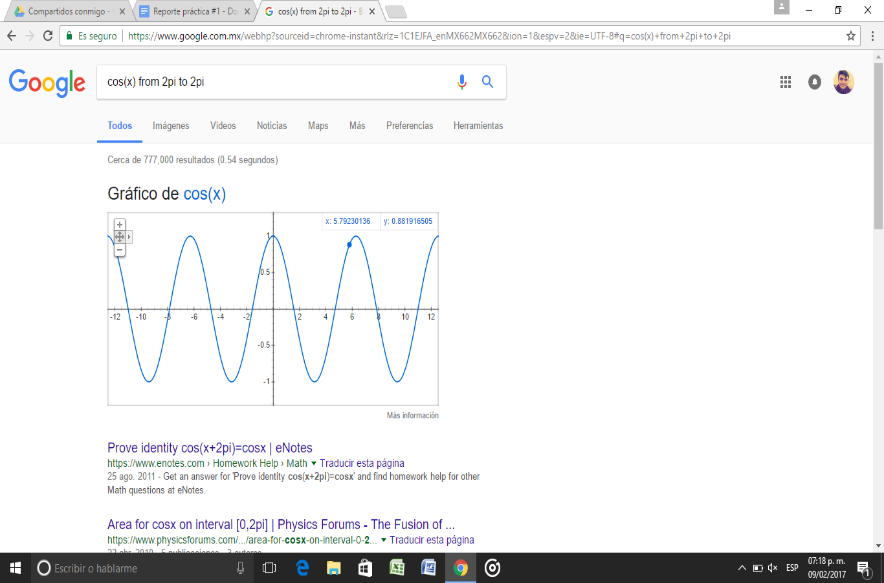 Compartidos conmigo -
Reporte práctica #1 - Do
cos(x) from 2pi to 2pi - B
Es seguro
https://www.google.com.mx/webhp?sourceid=chrome-instant&rlz=1C1EJFA_enMX662MX662&ion=1&espv=2&ie=UTF-8#q=cos(x)+from+2pi+to+2pi
Google
cos(x) from 2pi to 2pi
Todos Imágenes Videos Noticias Maps Más Preferencias Herramientas
Cerca de 777,000 resultados (0.54 segundos)
Gráfico de cos(x)
x: 5.79230136 y: 0.881916505
1
0.5
-12 -10 -8 -6 -4 -2 2 4 6 8 10 12
-0.5
-1
Más información
Prove identity cos(x+2pi)=cosx | eNotes
https://www.enotes.com › Homework Help › Math ▾ Traducir esta página
25 ago. 2011 - Get an answer for 'Prove identity cos(x+2pi)=cosx' and find homework help for other
Math questions at eNotes.
Area for cosx on interval [0,2pi] | Physics Forums - The Fusion of ...
https://www.physicsforums.com/.../area-for-cosx-on-interval-0-2... ▾ Traducir esta página
Escribir o hablarme
ESP
07:18 p. m.
09/02/2017
1